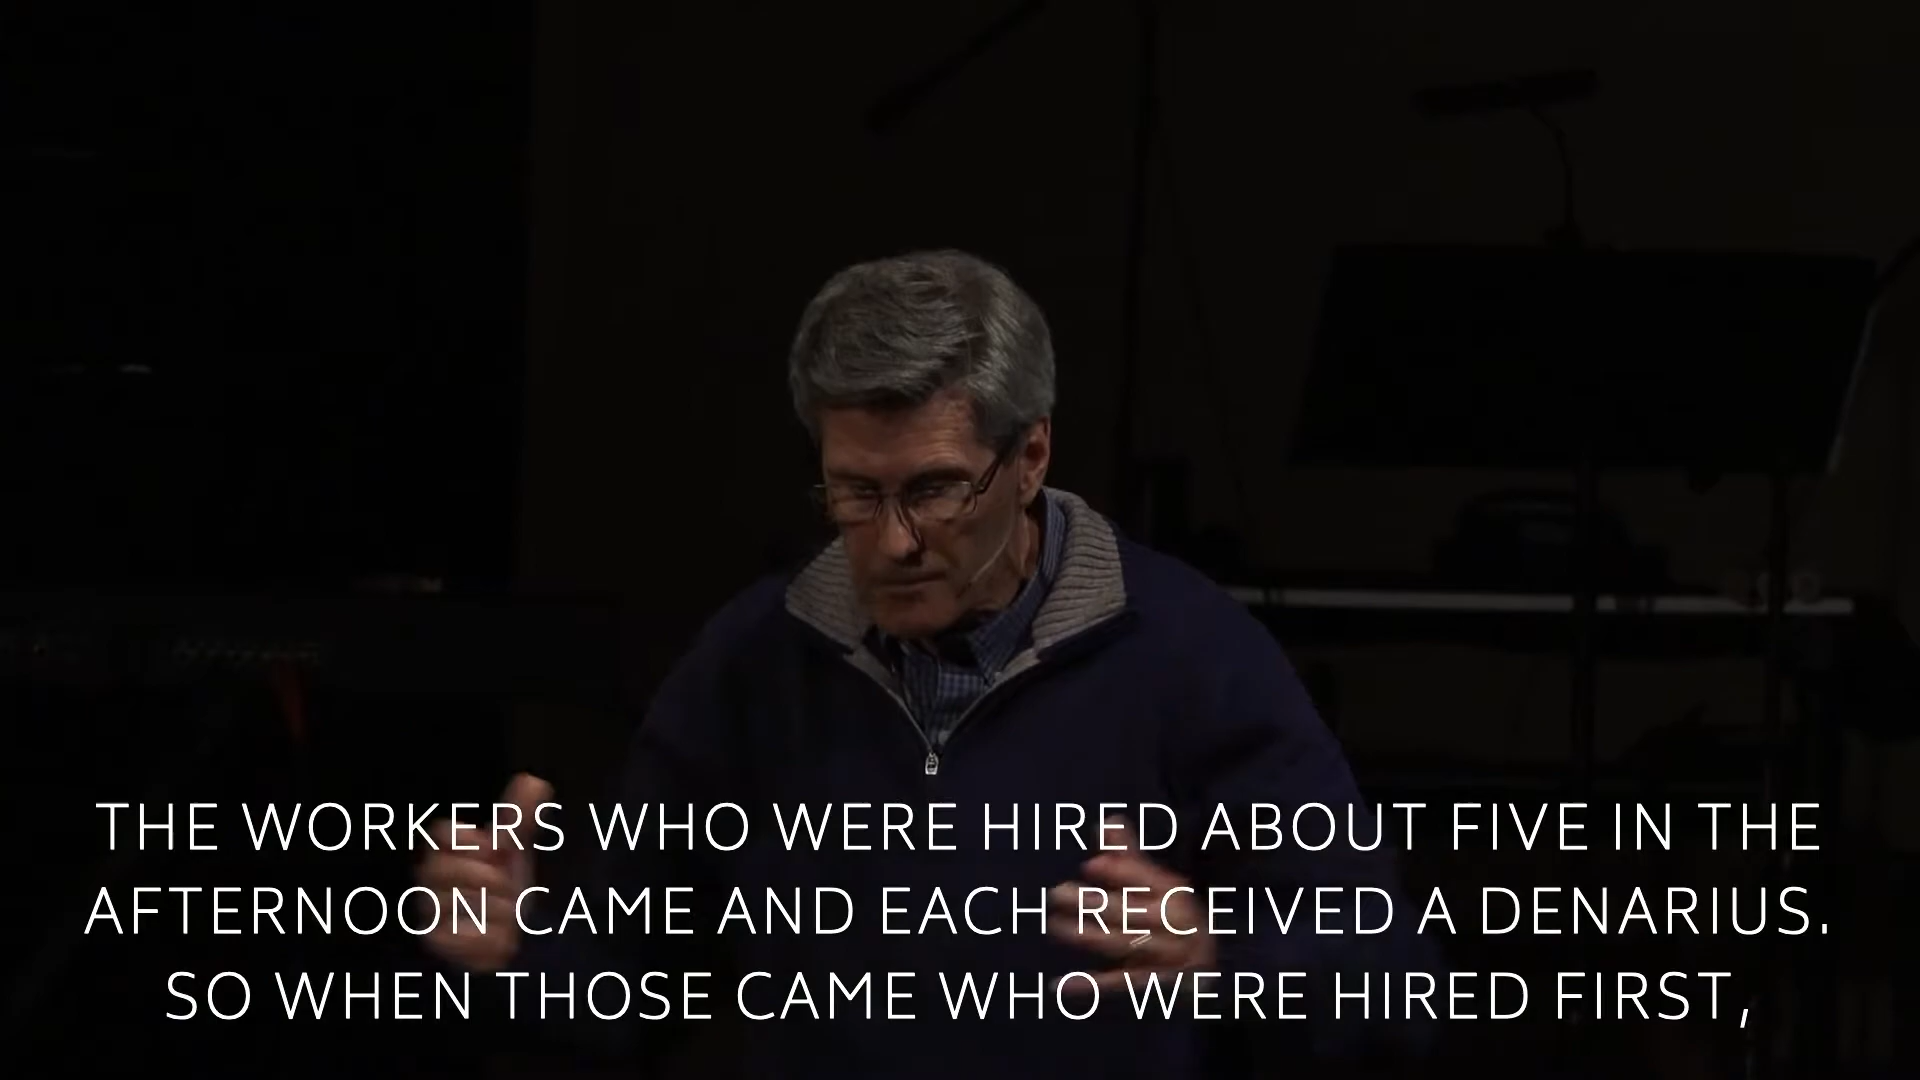 THE WORKERS WHO WERE HIRED ABOUT FIVE IN THE
AFTERNOON CAME AND EACH RECEIVED A DENARIUS.
SO WHEN THOSE CAME WHO WERE HIRED FIRST,